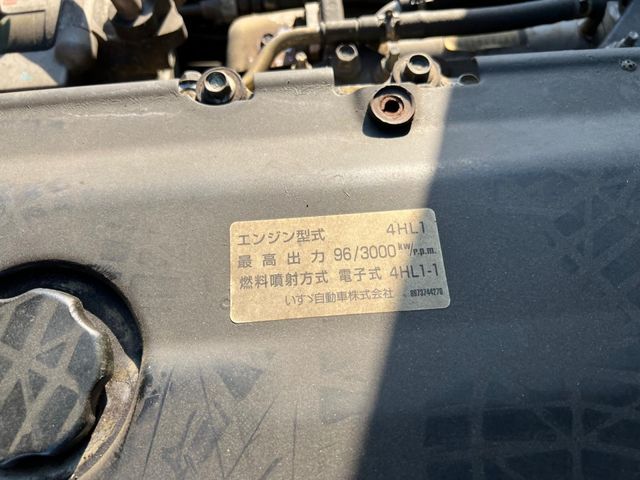 エンジン型式 4HL1
最高出力 96/3000 kw/r.p.m.
燃料噴射方式 電子式 4HL1-1
いすゞ自動車株式会社 8973744270